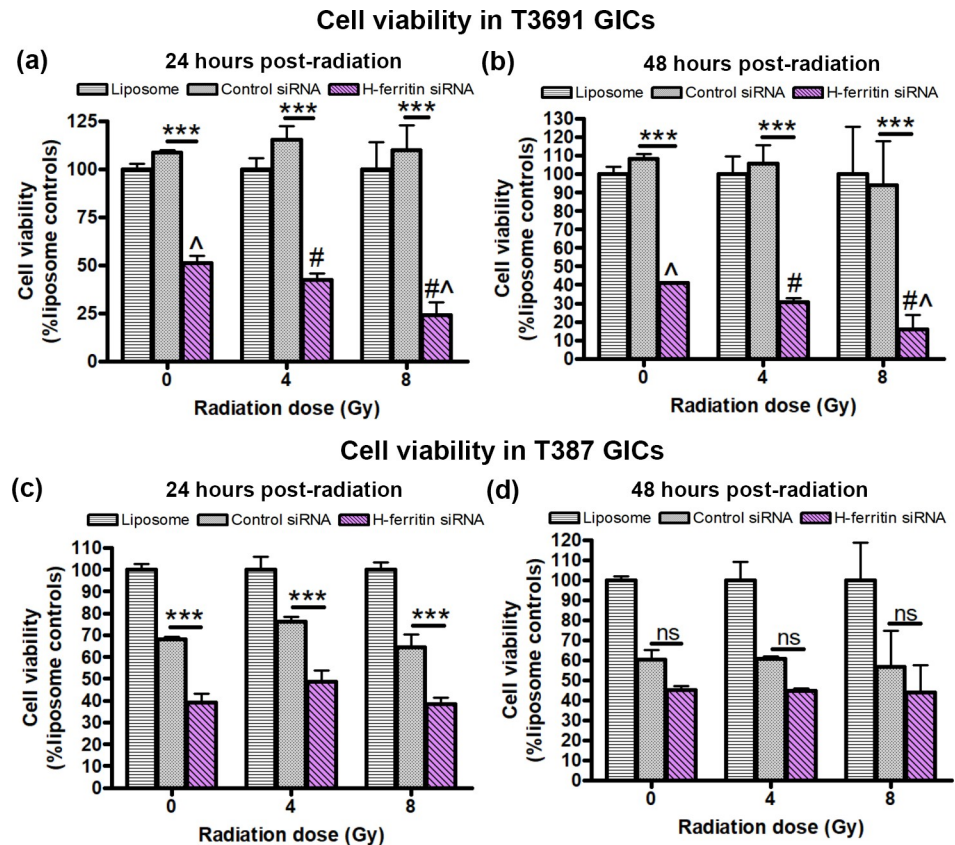 Cell viability in T3691 GICs
(a)
24 hours post-radiation
Liposome Control siRNA H-ferritin siRNA
Cell viability
(%liposome controls)
125
100
75
50
25
0
*** *** ***
^ # #^
0 4 8
Radiation dose (Gy)
(b)
48 hours post-radiation
Liposome Control siRNA H-ferritin siRNA
Cell viability
(%liposome controls)
130
120
110
100
90
80
70
60
50
40
30
20
10
0
*** *** ***
^ # #^
0 4 8
Radiation dose (Gy)
Cell viability in T387 GICs
(c)
24 hours post-radiation
Liposome Control siRNA H-ferritin siRNA
Cell viability
(%liposome controls)
110
100
90
80
70
60
50
40
30
20
10
0
*** *** ***
0 4 8
Radiation dose (Gy)
(d)
48 hours post-radiation
Liposome Control siRNA H-ferritin siRNA
Cell viability
(%liposome controls)
120
110
100
90
80
70
60
50
40
30
20
10
0
ns ns ns
0 4 8
Radiation dose (Gy)